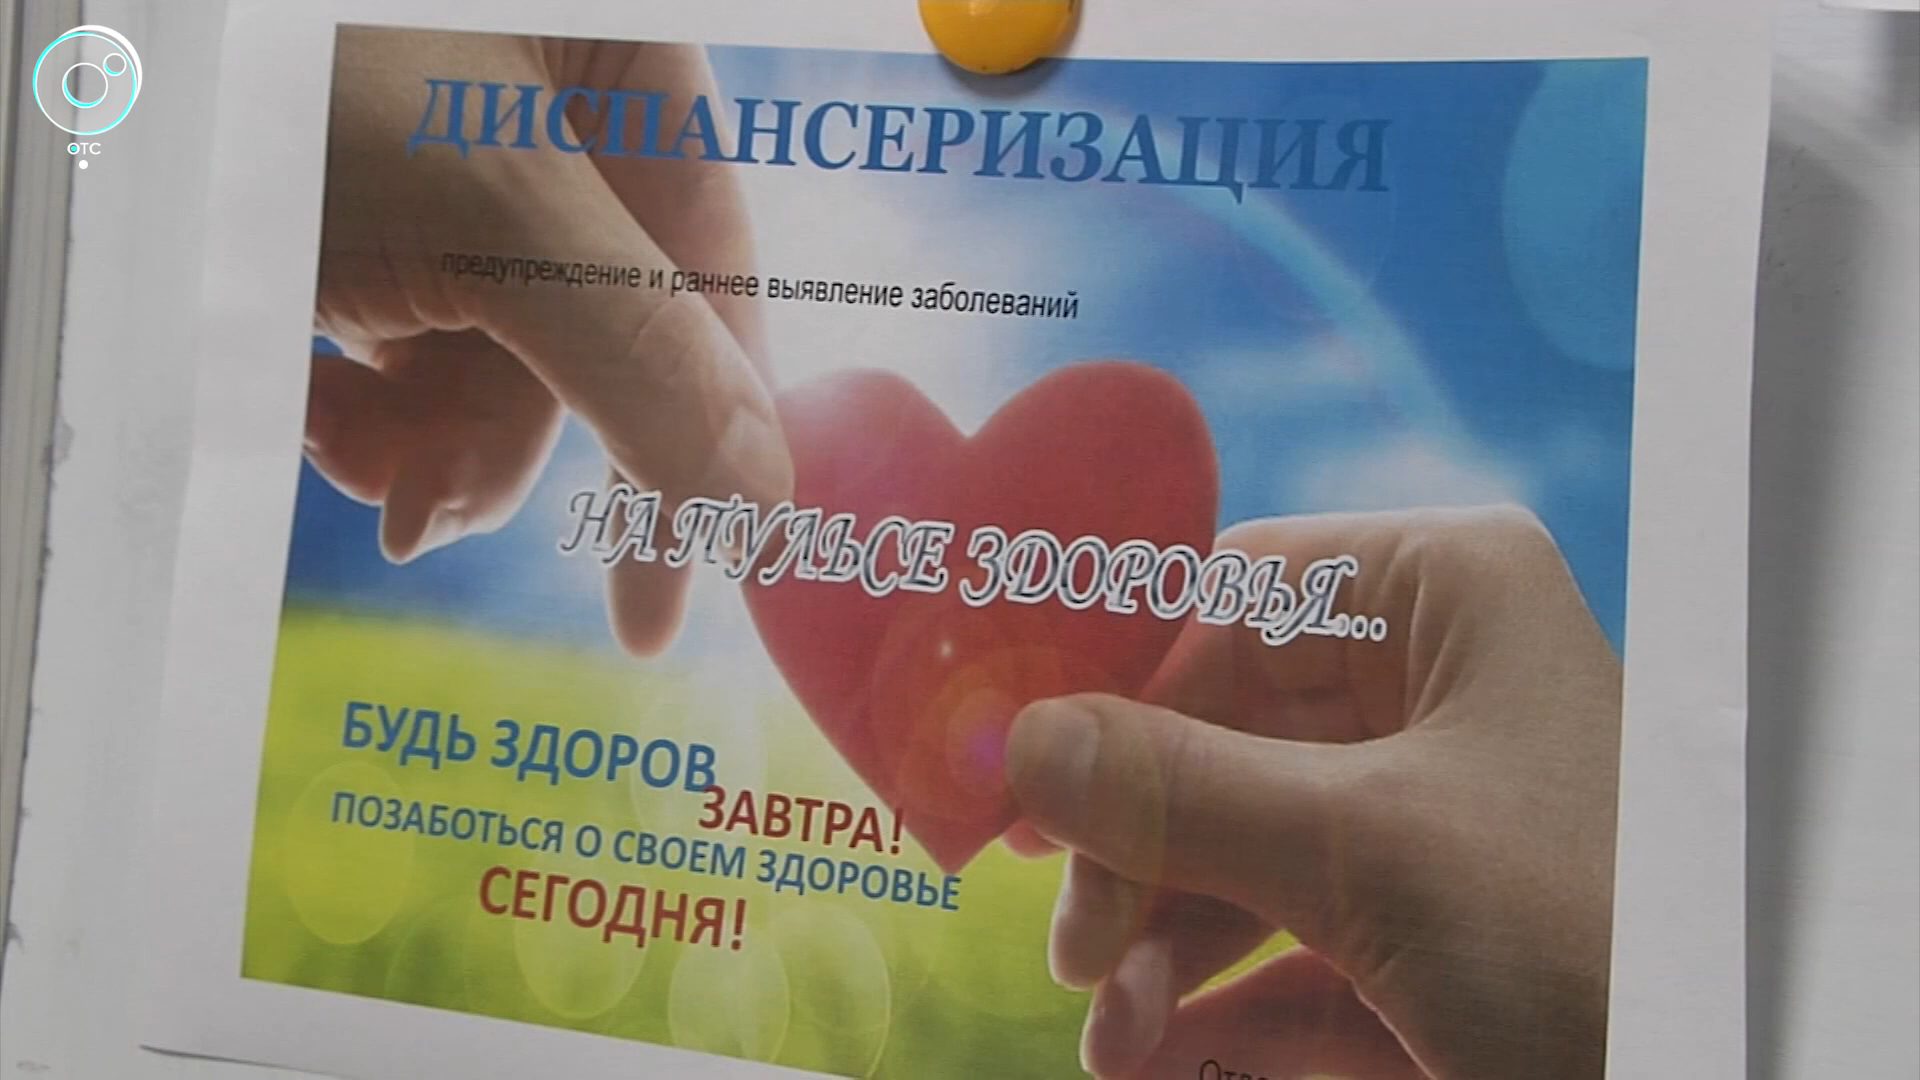 ОТС
ДИСПАНСЕРИЗАЦИЯ
предупреждение и раннее выявление заболеваний
НА ПУЛЬСЕ ЗДОРОВЬЯ...
БУДЬ ЗДОРОВ
ЗАВТРА!
ПОЗАБОТЬСЯ О СВОЕМ ЗДОРОВЬЕ
СЕГОДНЯ!